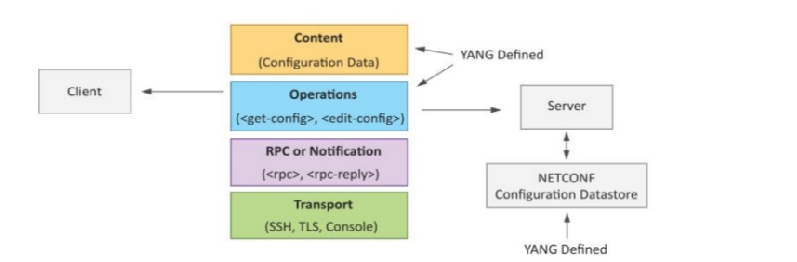 Content
(Configuration Data)
YANG Defined
Client
Operations
(<get-config>, <edit-config>)
Server
RPC or Notification
(<rpc>, <rpc-reply>)
NETCONF
Configuration Datastore
Transport
(SSH, TLS, Console)
YANG Defined